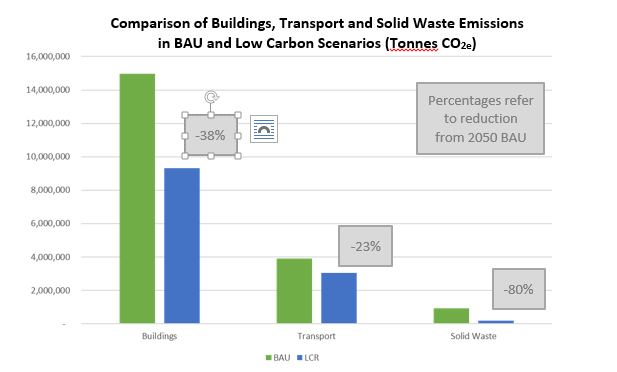 Comparison of Buildings, Transport and Solid Waste Emissions
in BAU and Low Carbon Scenarios (Tonnes CO2e)
16,000,000
14,000,000
12,000,000
10,000,000
8,000,000
6,000,000
4,000,000
2,000,000
-
-38%
Percentages refer
to reduction
from 2050 BAU
-23%
-80%
Buildings
Transport
Solid Waste
BAU LCR